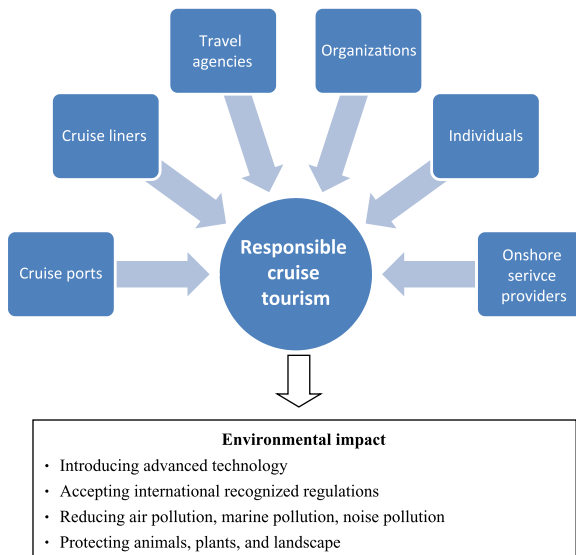 Travel
agencies
Organizations
Cruise liners
Individuals
Cruise ports
Responsible
cruise
tourism
Onshore
serivce
providers
Environmental impact
· Introducing advanced technology
· Accepting international recognized regulations
· Reducing air pollution, marine pollution, noise pollution
· Protecting animals, plants, and landscape